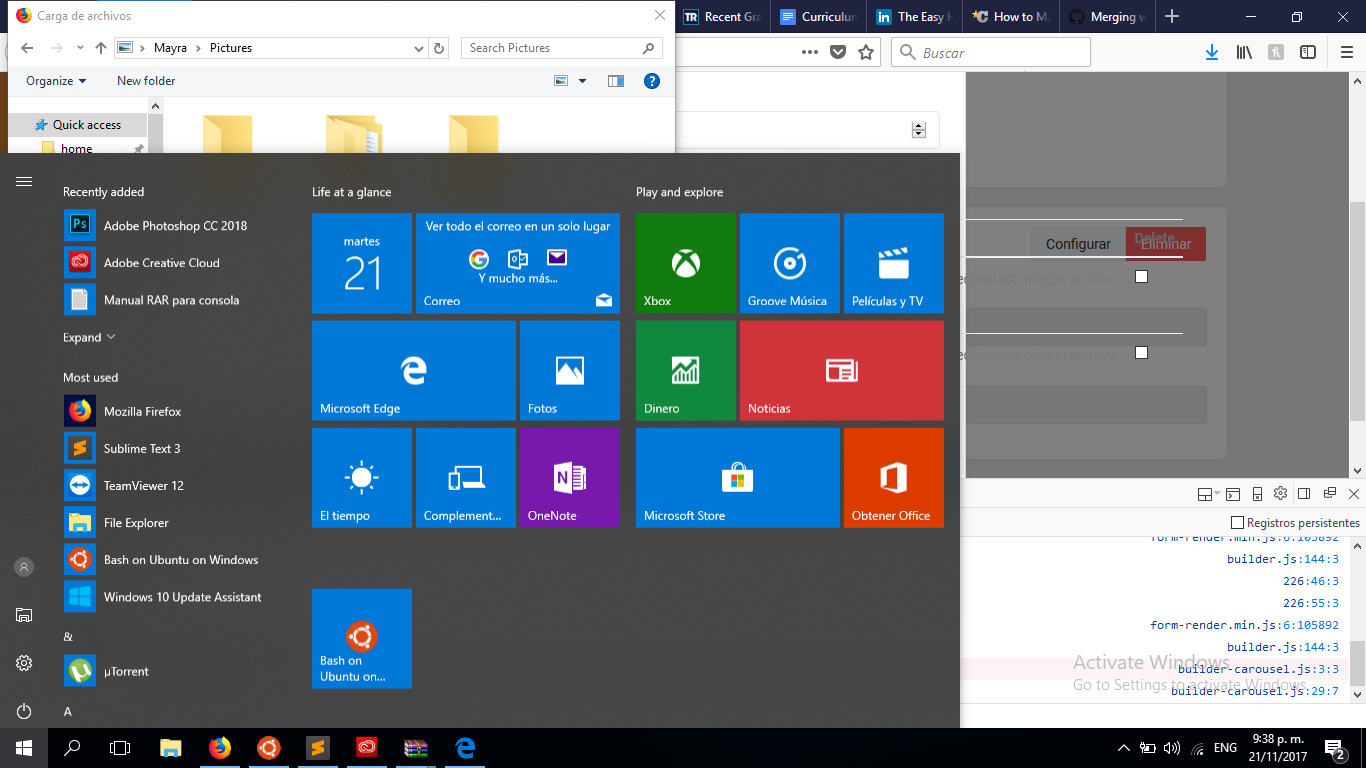 Carga de archivos
Recent Gra
Curriculun
The Easy H
How to Ma
Merging w
Mayra
Pictures
Search Pictures
Buscar
Organize
New folder
Quick access
home
Recently added
Adobe Photoshop CC 2018
Adobe Creative Cloud
Manual RAR para consola
Expand
Most used
Mozilla Firefox
Sublime Text 3
TeamViewer 12
File Explorer
Bash on Ubuntu on Windows
Windows 10 Update Assistant
&
µTorrent
A
Life at a glance
martes
21
Ver todo el correo en un solo lugar
Y mucho más...
Correo
Microsoft Edge
Fotos
El tiempo
Complement...
OneNote
Bash on
Ubuntu on...
Play and explore
Xbox
Groove Música
Películas y TV
Dinero
Noticias
Microsoft Store
Obtener Office
Delete
Configurar
Eliminar
eccionado ningún archivo.
eccionado ningún archivo.
Registros persistentes
form-render.min.js:6:105892
builder.js:144:3
226:46:3
226:55:3
form-render.min.js:6:105892
builder.js:144:3
builder-carousel.js:3:3
builder-carousel.js:29:7
Activate Windows
Go to Settings to activate Windows.
ENG
9:38 p. m.
21/11/2017
2